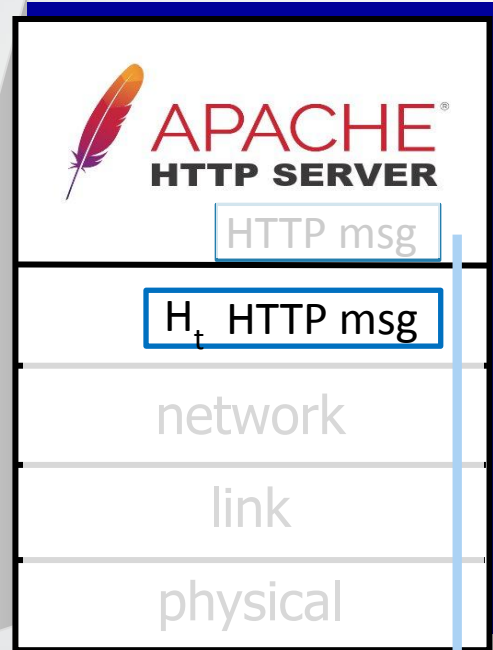 APACHE®
HTTP SERVER
HTTP msg
Ht HTTP msg
network
link
physical